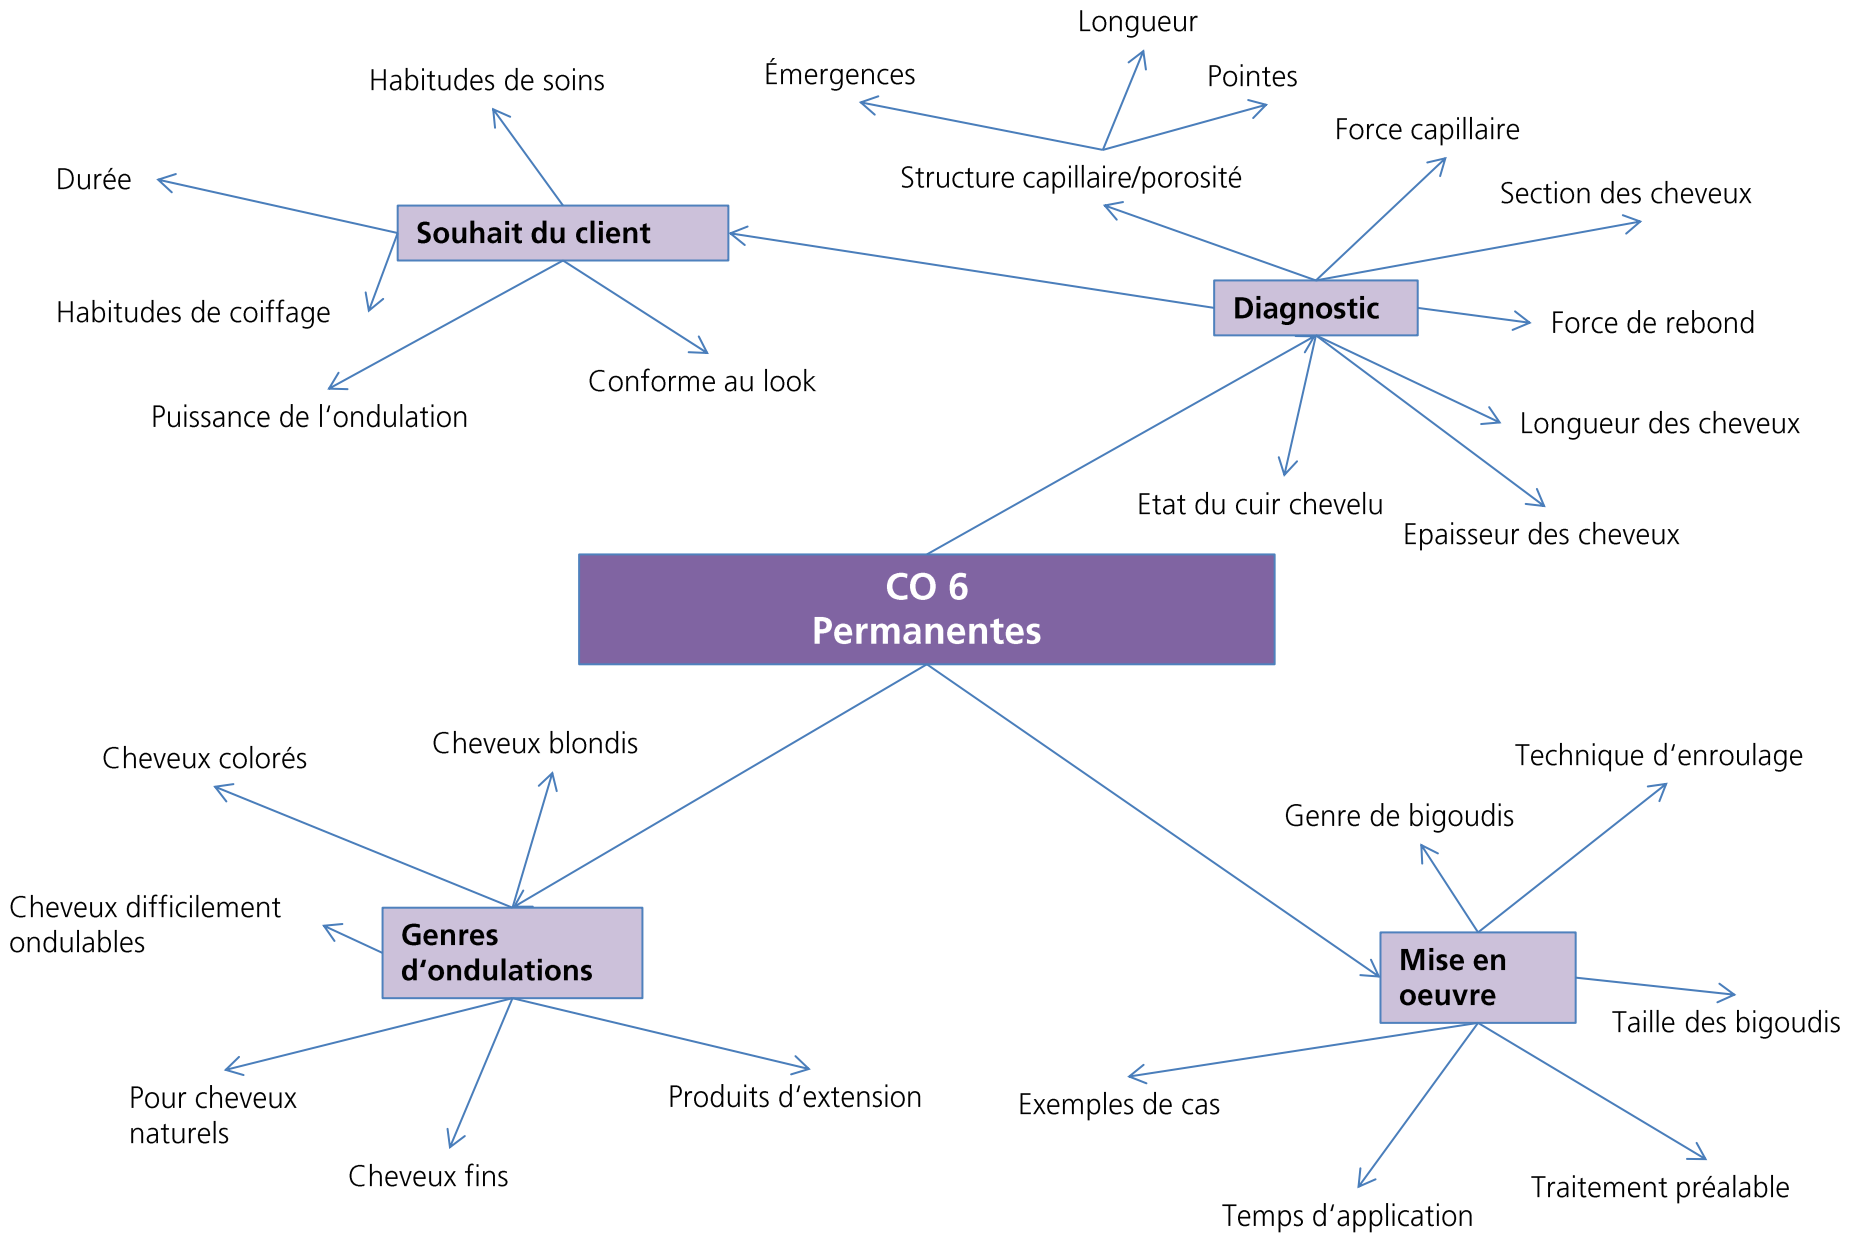 Longueur
Émergences
Pointes
Habitudes de soins
Force capillaire
Durée
Structure capillaire/porosité
Section des cheveux
Souhait du client
Diagnostic
Habitudes de coiffage
Force de rebond
Conforme au look
Puissance de l‘ondulation
Longueur des cheveux
Etat du cuir chevelu
Epaisseur des cheveux
CO 6
Permanentes
Cheveux colorés
Cheveux blondis
Technique d‘enroulage
Genre de bigoudis
Cheveux difficilement
ondulables
Genres
d‘ondulations
Mise en
oeuvre
Taille des bigoudis
Pour cheveux
naturels
Produits d‘extension
Exemples de cas
Cheveux fins
Traitement préalable
Temps d‘application